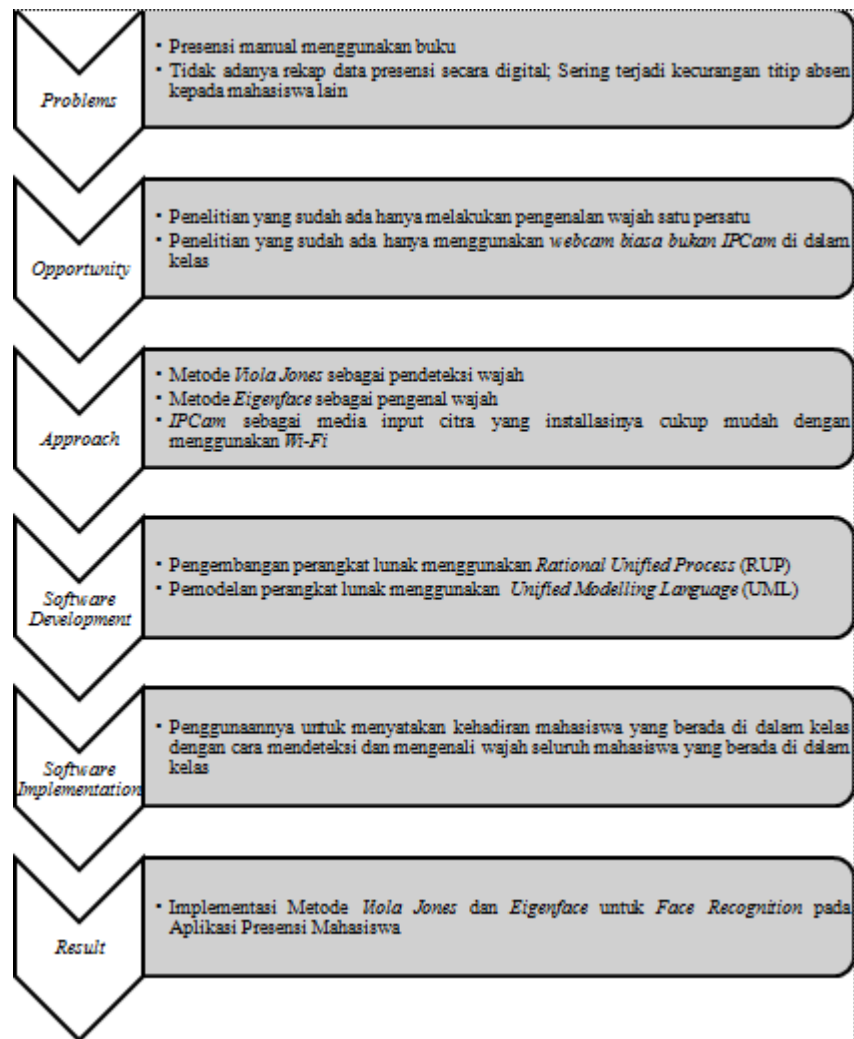 Problems
• Presensi manual menggunakan buku
• Tidak adanya rekap data presensi secara digital; Sering terjadi kecurangan titip absen
kepada mahasiswa lain
Opportunity
• Penelitian yang sudah ada hanya melakukan pengenalan wajah satu persatu
• Penelitian yang sudah ada hanya menggunakan webcam biasa bukan IPCam di dalam
kelas
Approach
• Metode Viola Jones sebagai pendeteksi wajah
• Metode Eigenface sebagai pengenal wajah
• IPCam sebagai media input citra yang installasinya cukup mudah dengan
menggunakan Wi-Fi
Software
Development
• Pengembangan perangkat lunak menggunakan Rational Unified Process (RUP)
• Pemodelan perangkat lunak menggunakan Unified Modelling Language (UML)
Software
Implementation
• Penggunaannya untuk menyatakan kehadiran mahasiswa yang berada di dalam kelas
dengan cara mendeteksi dan mengenali wajah seluruh mahasiswa yang berada di dalam
kelas
Result
• Implementasi Metode Viola Jones dan Eigenface untuk Face Recognition pada
Aplikasi Presensi Mahasiswa